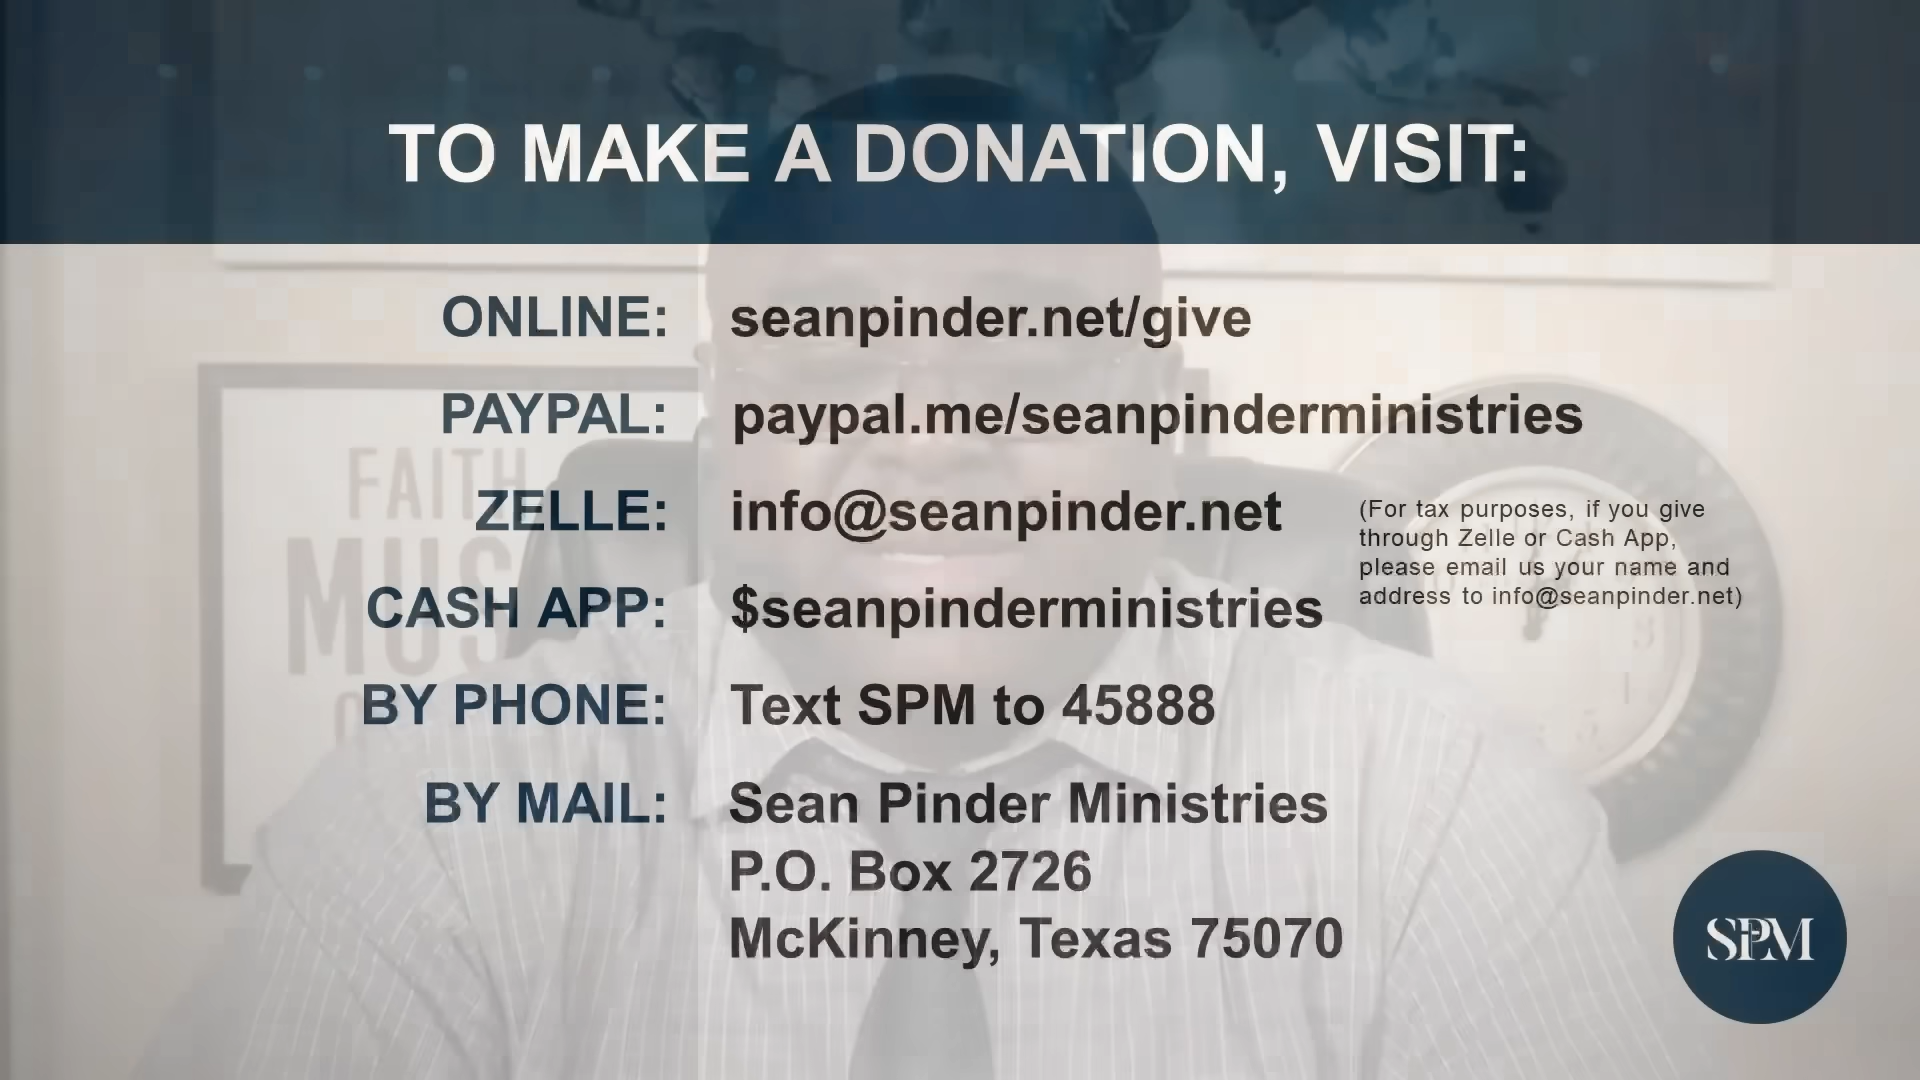 TO MAKE A DONATION, VISIT:
ONLINE: seanpinder.net/give
PAYPAL: paypal.me/seanpinderministries
ZELLE: info@seanpinder.net
CASH APP: $seanpinderministries
(For tax purposes, if you give
through Zelle or Cash App,
please email us your name and
address to info@seanpinder.net)
BY PHONE: Text SPM to 45888
BY MAIL: Sean Pinder Ministries
P.O. Box 2726
McKinney, Texas 75070
FAITH
MUS
SPM